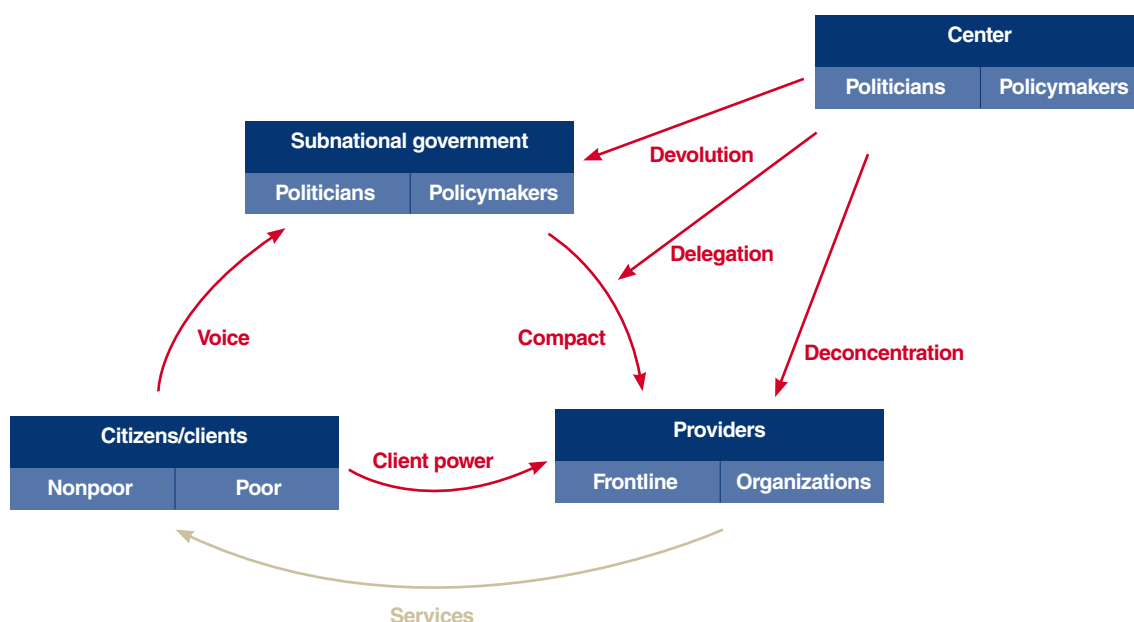 Center
Politicians Policymakers
Subnational government
Politicians Policymakers
Devolution
Delegation
Voice
Compact
Deconcentration
Citizens/clients
Nonpoor Poor
Client power
Providers
Frontline Organizations
Services